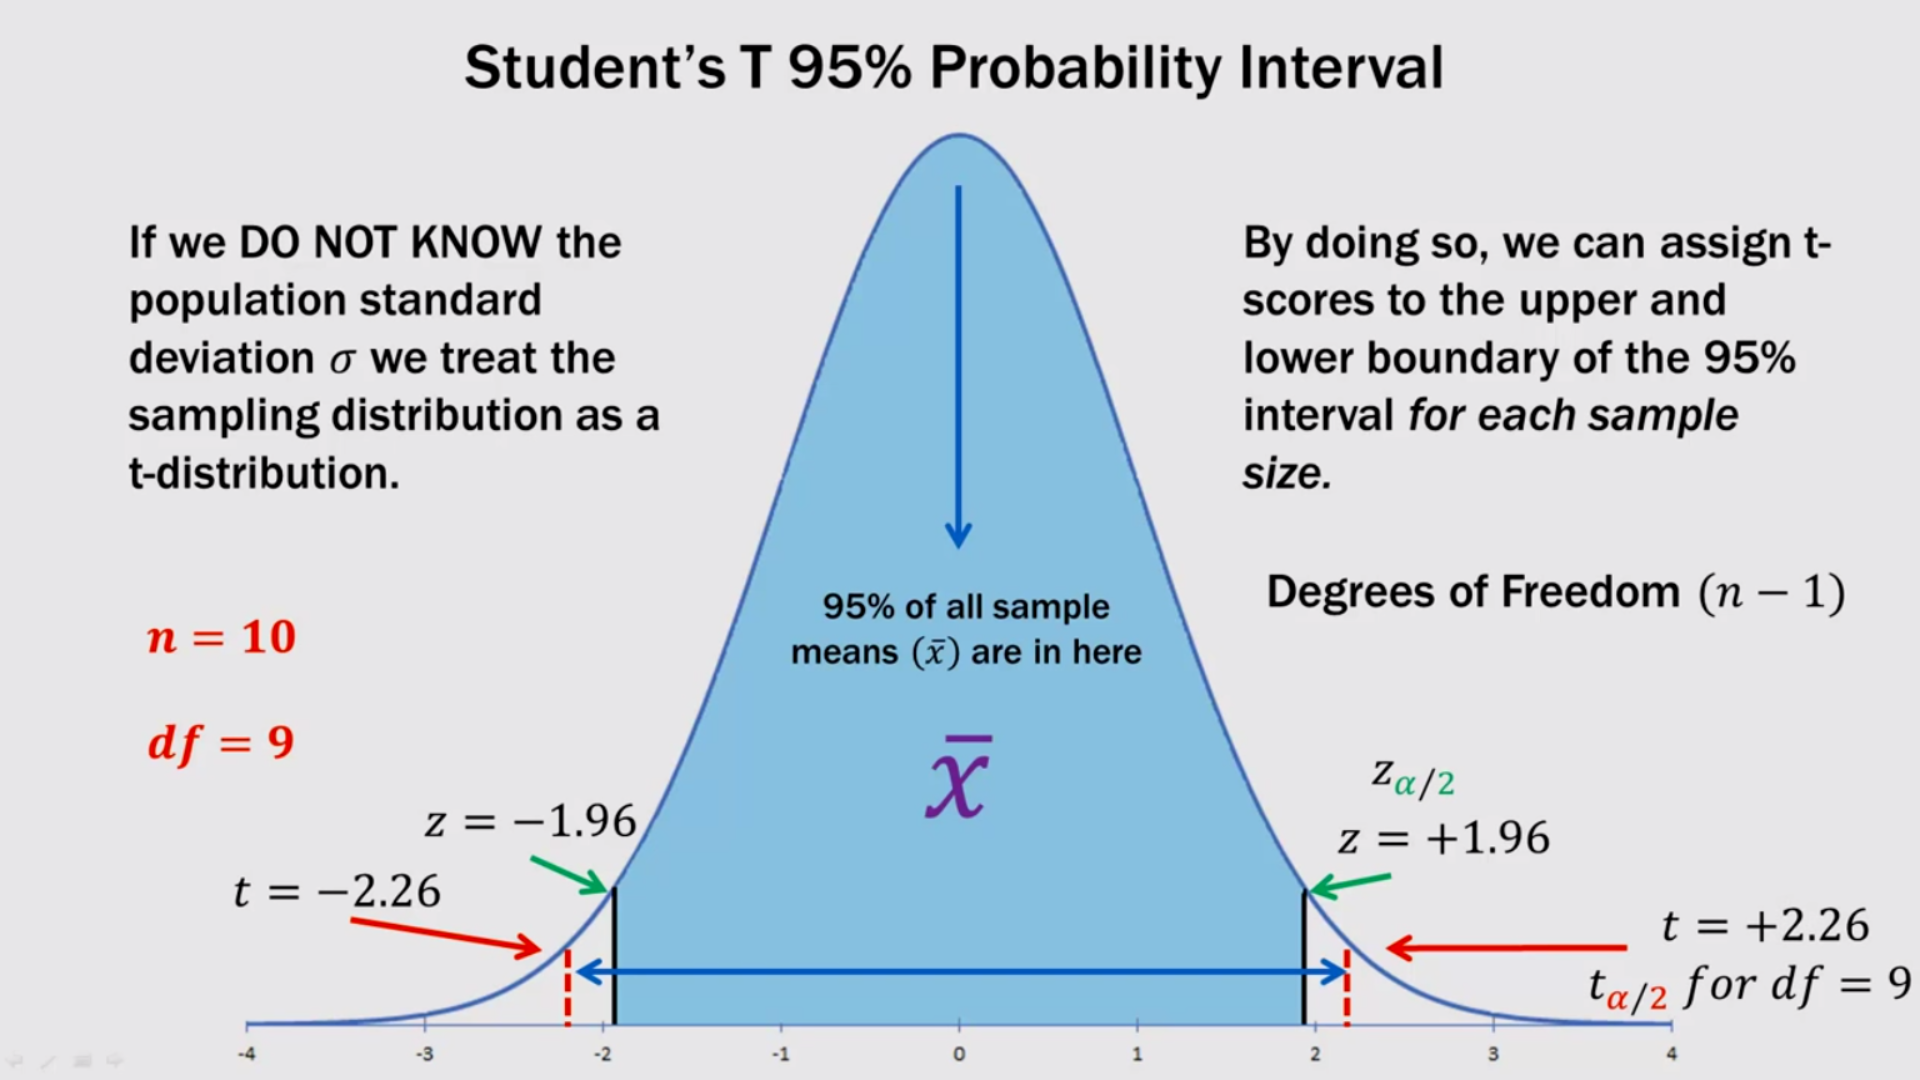 Student's T 95% Probability Interval
If we DO NOT KNOW the
population standard
deviation σ we treat the
sampling distribution as a
t-distribution.
By doing so, we can assign t-
scores to the upper and
lower boundary of the 95%
interval for each sample
size.
Degrees of Freedom (n − 1)
n = 10
df = 9
95% of all sample
means (x̄) are in here
x̄
z = −1.96
t = −2.26
zα/2
z = +1.96
t = +2.26
tα/2 for df = 9
-4 -3 -2 -1 0 1 2 3 4